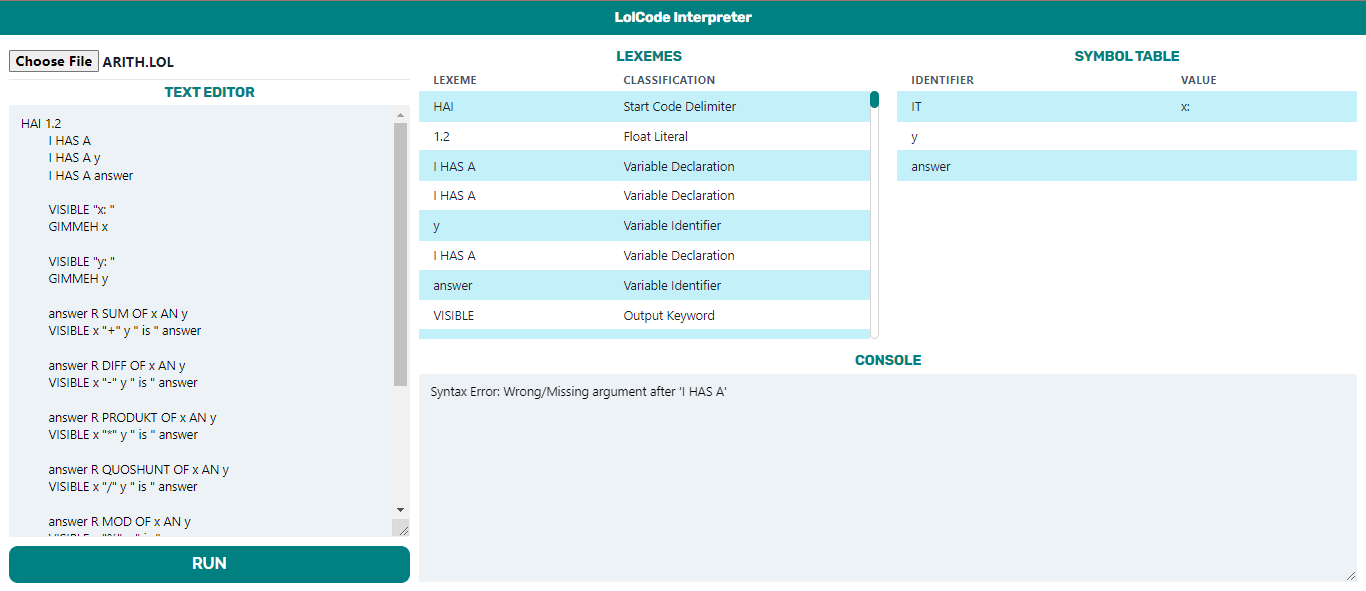 LolCode Interpreter
Choose File ARITH.LOL
TEXT EDITOR
HAI 1.2
I HAS A
I HAS A y
I HAS A answer
VISIBLE "x: "
GIMMEH x
VISIBLE "y: "
GIMMEH y
answer R SUM OF x AN y
VISIBLE x "+" y " is " answer
answer R DIFF OF x AN y
VISIBLE x "-" y " is " answer
answer R PRODUKT OF x AN y
VISIBLE x "*" y " is " answer
answer R QUOSHUNT OF x AN y
VISIBLE x "/" y " is " answer
answer R MOD OF x AN y
RUN
LEXEMES
LEXEME CLASSIFICATION
HAI Start Code Delimiter
1.2 Float Literal
I HAS A Variable Declaration
I HAS A Variable Declaration
y Variable Identifier
I HAS A Variable Declaration
answer Variable Identifier
VISIBLE Output Keyword
SYMBOL TABLE
IDENTIFIER VALUE
IT x:
y
answer
CONSOLE
Syntax Error: Wrong/Missing argument after 'I HAS A'